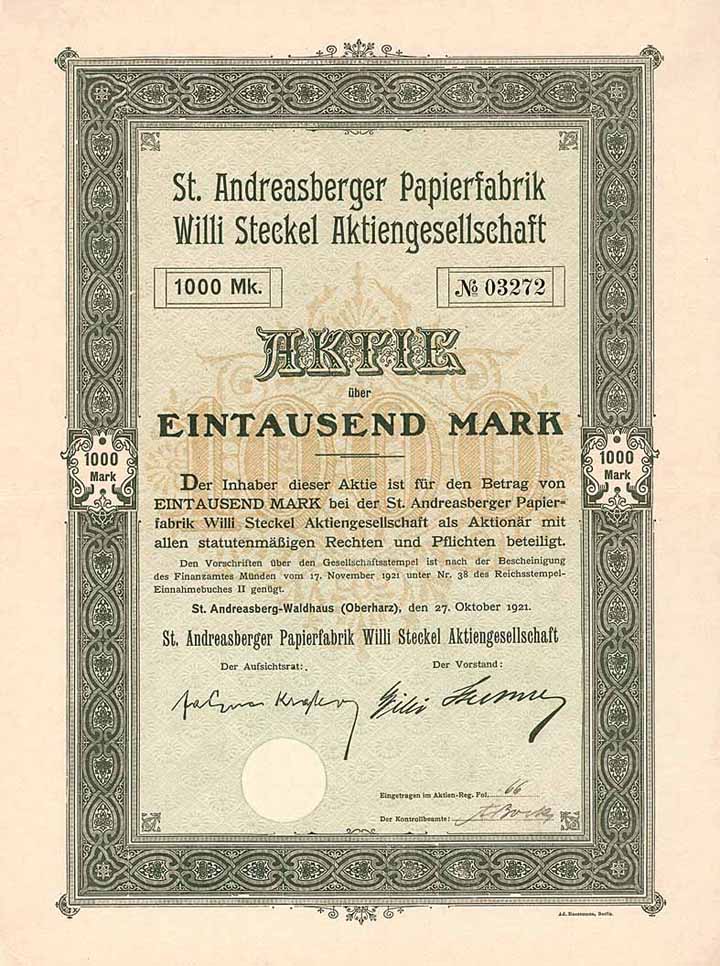 St. Andreasberger Papierfabrik
Willi Steckel Aktiengesellschaft
1000 Mk.
№ 03272
AKTIE
über
EINTAUSEND MARK
1000
Mark
1000
Mark
Der Inhaber dieser Aktie ist für den Betrag von
EINTAUSEND MARK bei der St. Andreasberger Papier=
fabrik Willi Steckel Aktiengesellschaft als Aktionär mit
allen statutenmäßigen Rechten und Pflichten beteiligt.
Den Vorschriften über den Gesellschaftsstempel ist nach der Bescheinigung
des Finanzamtes Münden vom 17. November 1921 unter Nr. 38 des Reichsstempel-
Einnahmebuches II genügt.
St. Andreasberg-Waldhaus (Oberharz), den 27. Oktober 1921.
St. Andreasberger Papierfabrik Willi Steckel Aktiengesellschaft
Der Aufsichtsrat:
Der Vorstand:
Willi
Eingetragen im Aktien-Reg. Fol. 66
Der Kontrollbeamte:
Berlin.